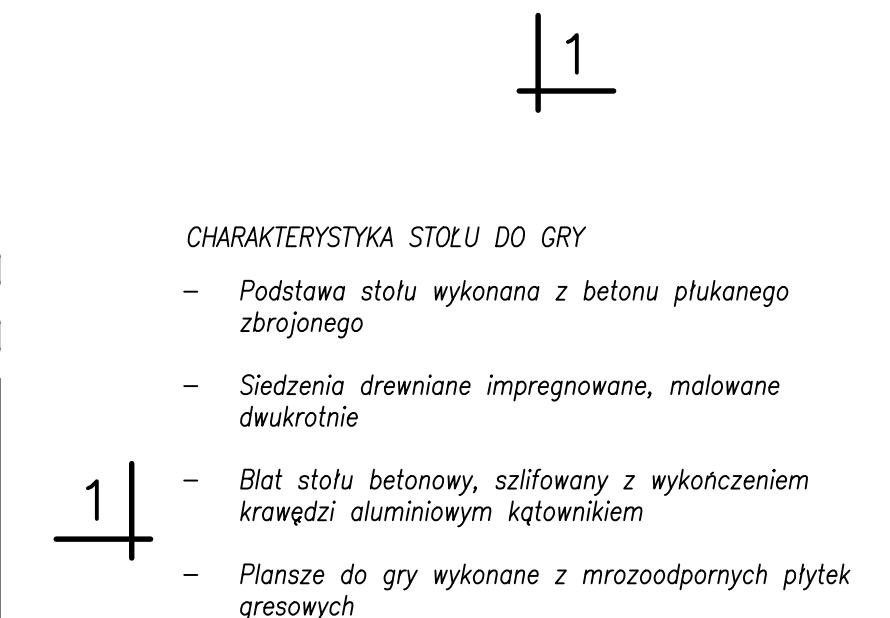 1
CHARAKTERYSTYKA STOŁU DO GRY
– Podstawa stołu wykonana z betonu płukanego
zbrojonego
– Siedzenia drewniane impregnowane, malowane
dwukrotnie
1
– Blat stołu betonowy, szlifowany z wykończeniem
krawędzi aluminiowym kątownikiem
– Plansze do gry wykonane z mrozoodpornych płytek
gresowych